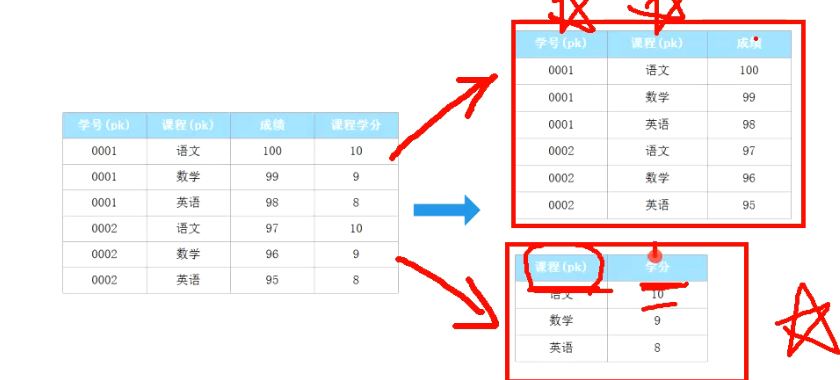 学号(pk) 课程(pk) 成绩 课程学分
0001 语文 100 10
0001 数学 99 9
0001 英语 98 8
0002 语文 97 10
0002 数学 96 9
0002 英语 95 8
学号(pk) 课程(pk) 成绩
0001 语文 100
0001 数学 99
0001 英语 98
0002 语文 97
0002 数学 96
0002 英语 95
课程(pk) 学分
语文 10
数学 9
英语 8